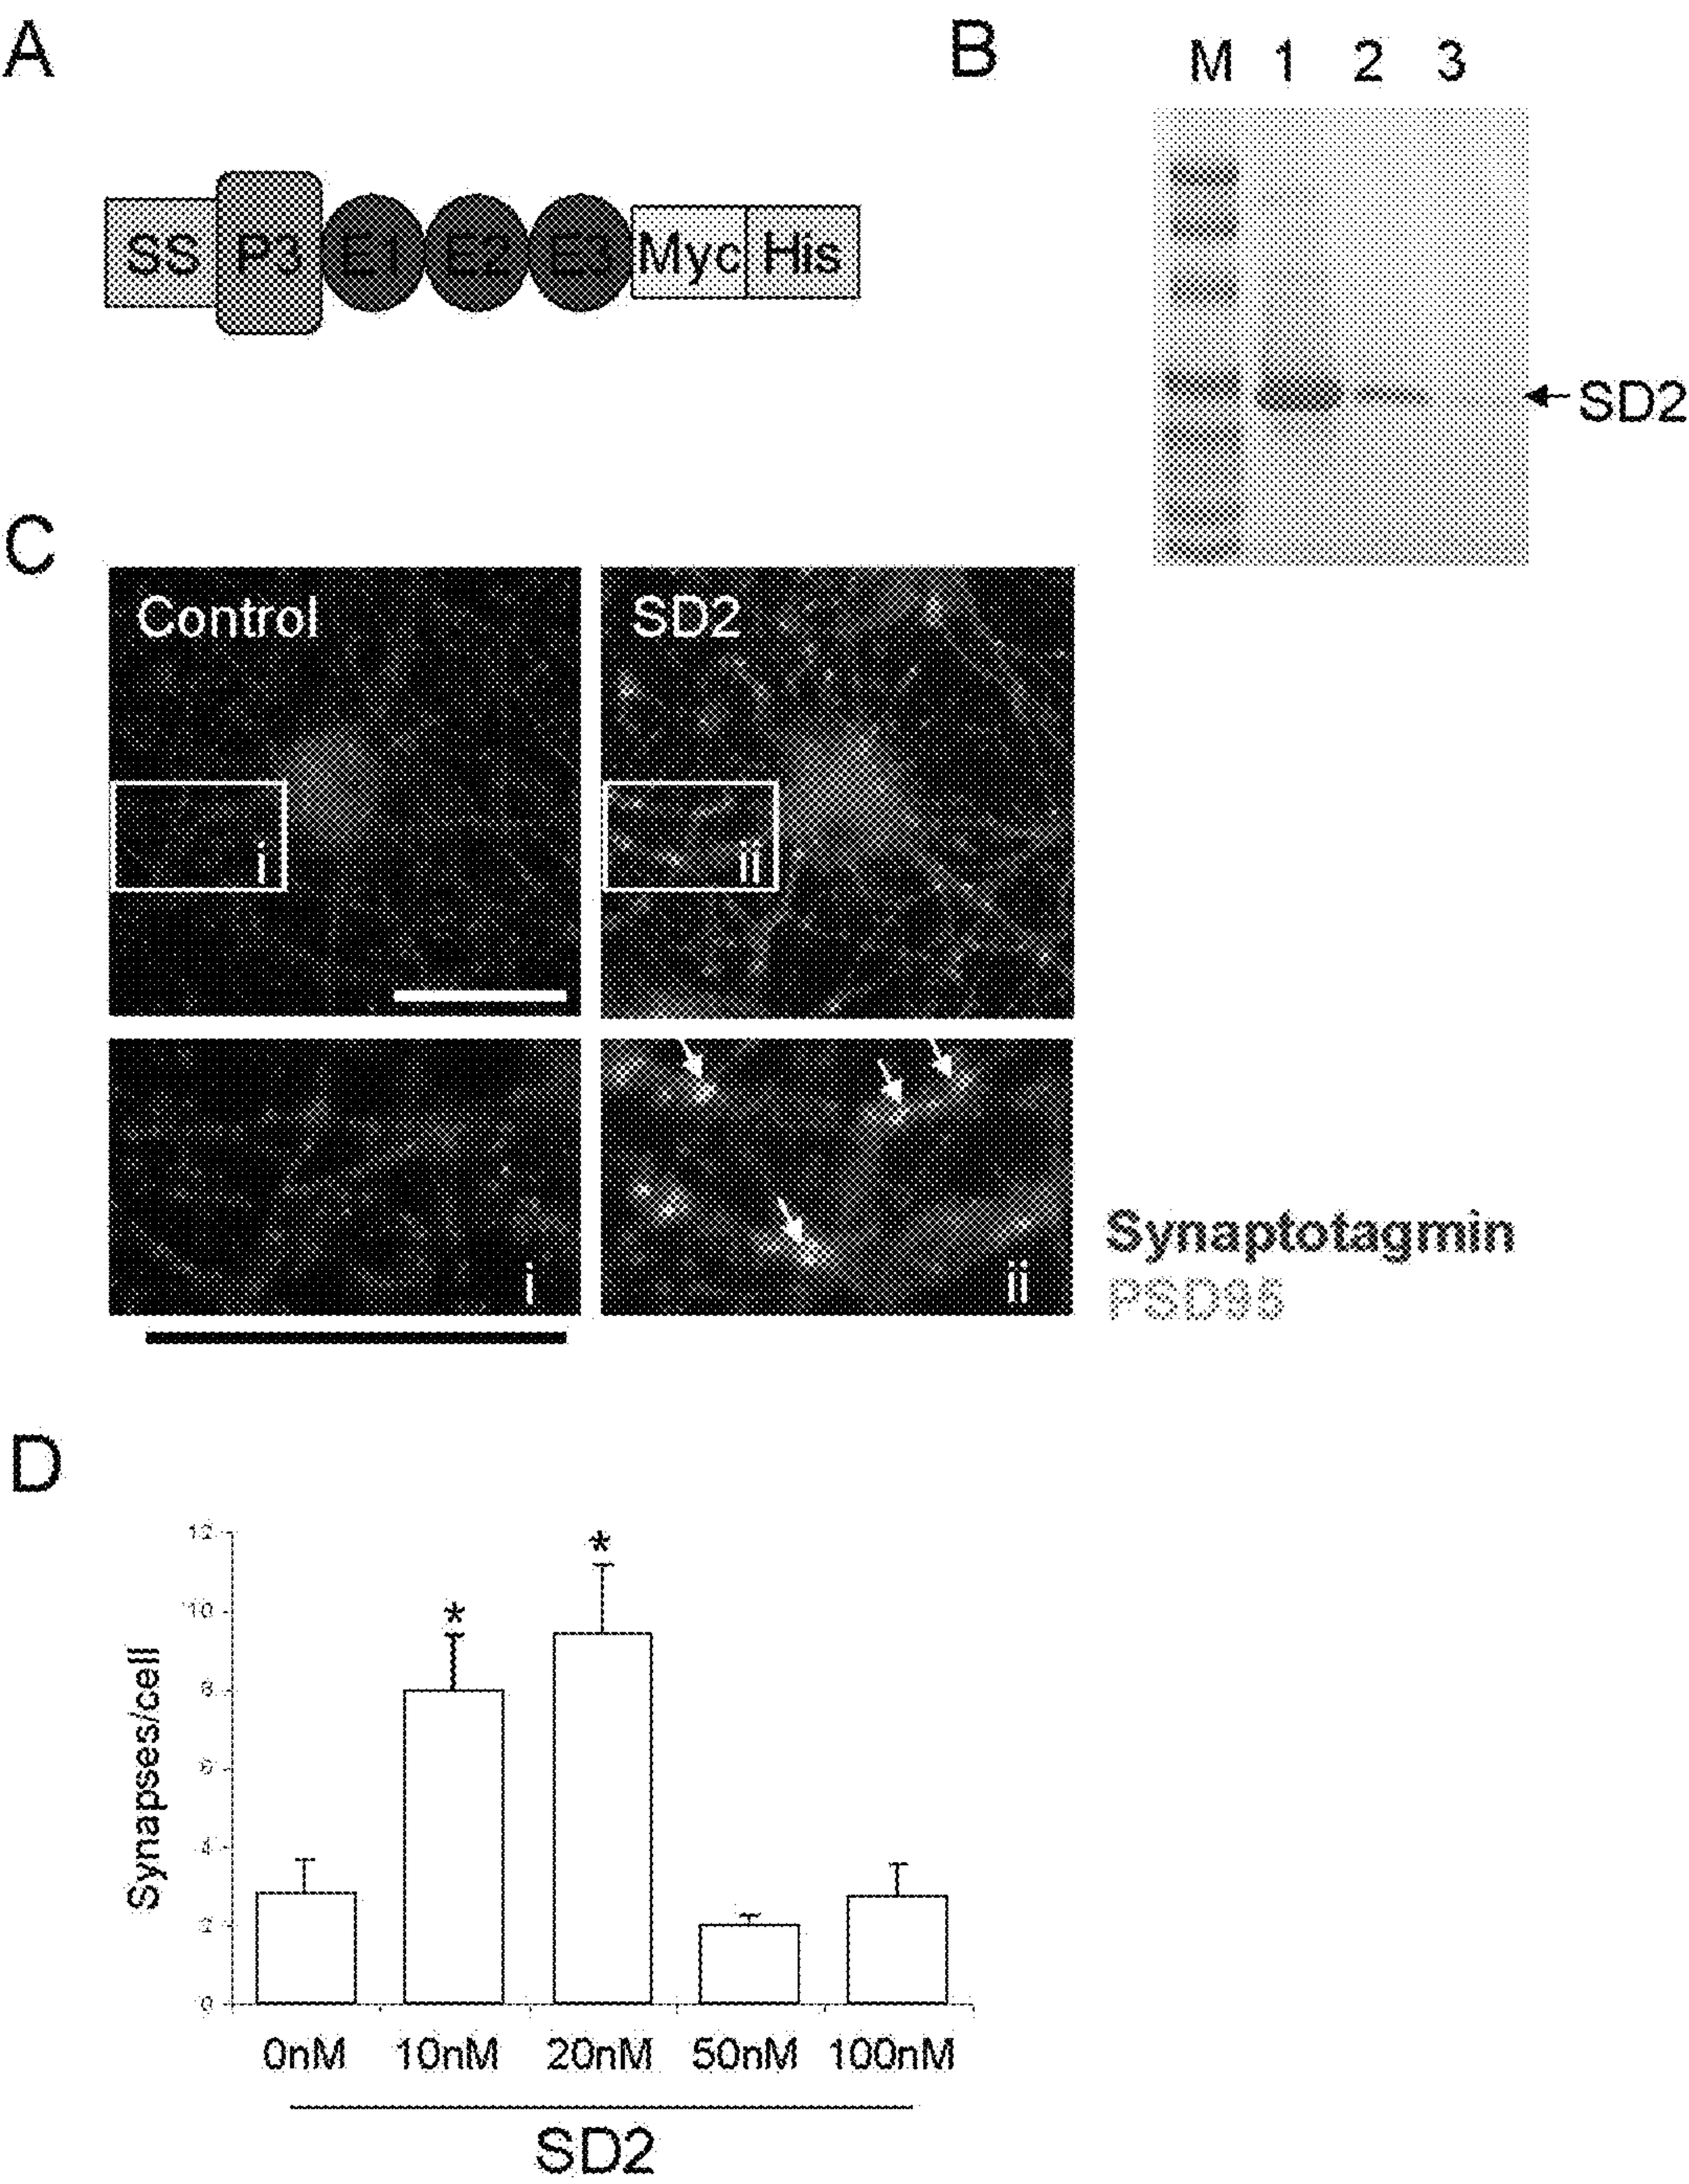 A
SS P3 E1 E2 E3 Myc His
B
M 1 2 3
SD2
C
Control
i
SD2
ii
i
ii
Synaptotagmin
PSD95
D
*
*
12
10
8
6
4
2
0
Synapses/cell
0nM 10nM 20nM 50nM 100nM
SD2